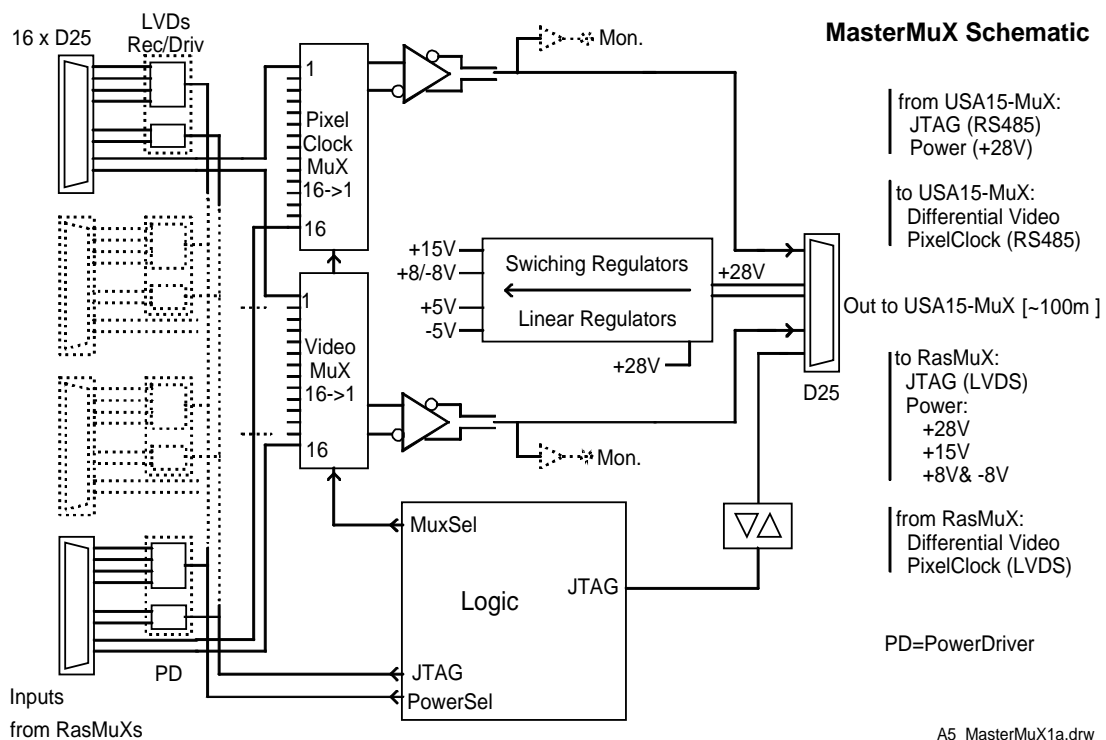 MasterMuX Schematic
16 x D25
LVDs
Rec/Driv
Mon.
1
Pixel
Clock
MuX
16->1
16
from USA15-MuX:
JTAG (RS485)
Power (+28V)
to USA15-MuX:
Differential Video
PixelClock (RS485)
+15V
+8/-8V
+5V
-5V
Swiching Regulators
Linear Regulators
+28V
+28V
Out to USA15-MuX [~100m ]
D25
1
Video
MuX
16->1
16
Mon.
to RasMuX:
JTAG (LVDS)
Power:
+28V
+15V
+8V& -8V
from RasMuX:
Differential Video
PixelClock (LVDS)
MuxSel
Logic
JTAG
JTAG
PowerSel
PD
PD=PowerDriver
Inputs
from RasMuXs
A5_MasterMuX1a.drw